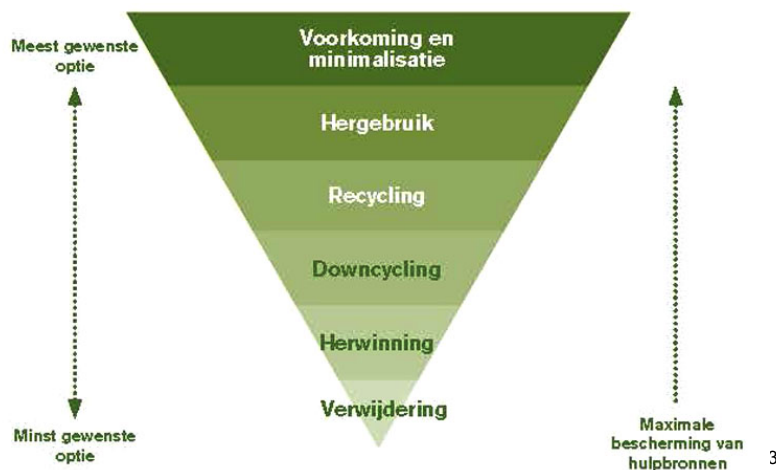 Meest gewenste
optie
Voorkoming en
minimalisatie
Hergebruik
Recycling
Downcycling
Herwinning
Verwijdering
Minst gewenste
optie
Maximale
bescherming van
hulpbronnen
3